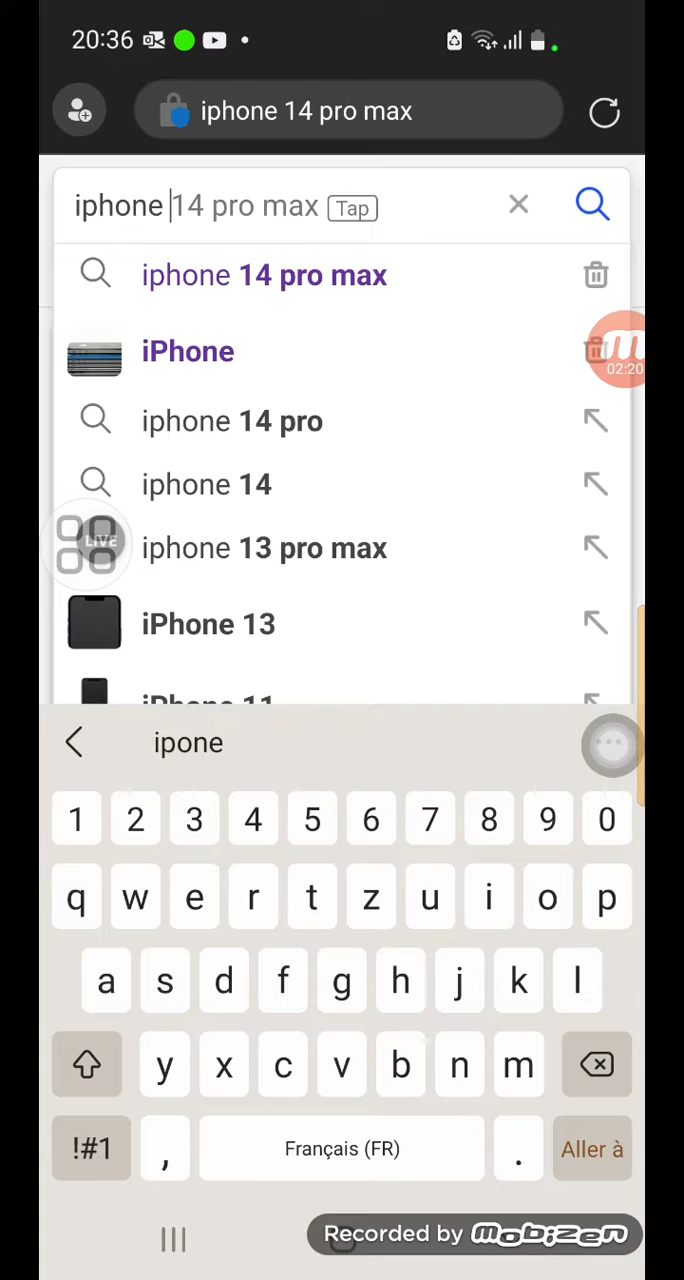 20:36
iphone 14 pro max
iphone 14 pro max Tap
iphone 14 pro max
iPhone
02:20
iphone 14 pro
iphone 14
LIVE
iphone 13 pro max
iPhone 13
iPhone 11
ipone
1 2 3 4 5 6 7 8 9 0
q w e r t z u i o p
a s d f g h j k l
y x c v b n m
!#1 , Français (FR) . Aller à
Recorded by mobizen